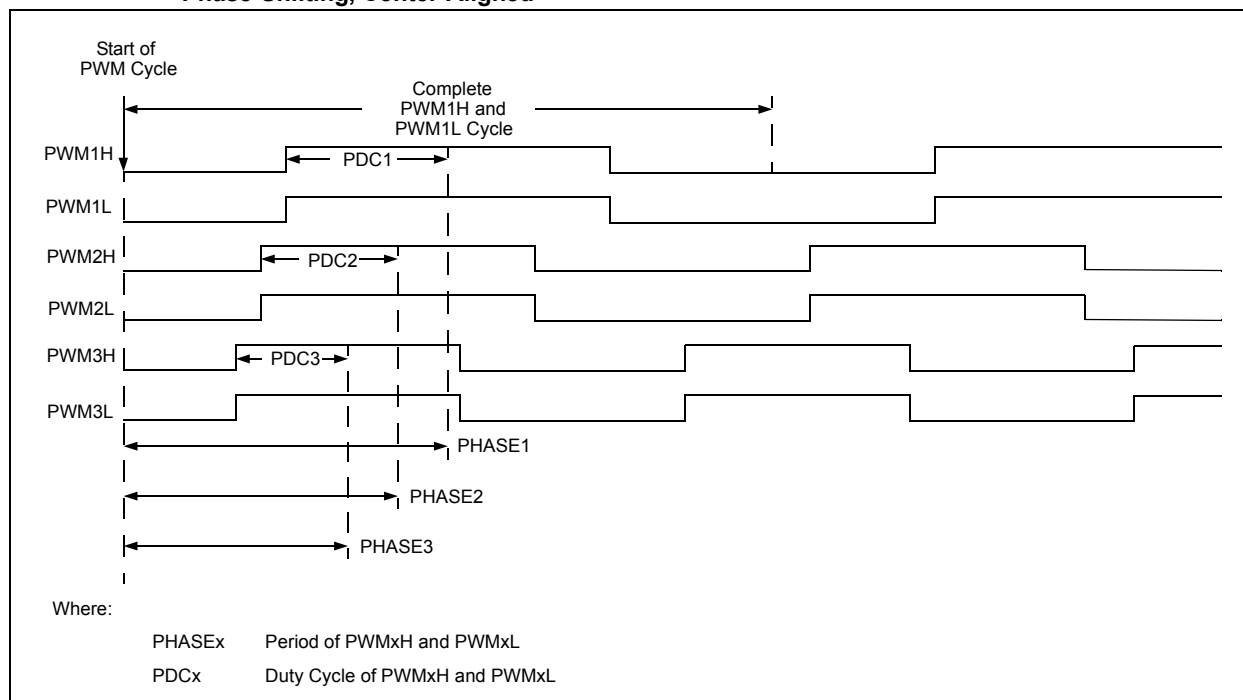 Phase Shifting, Center Aligned
Start of
PWM Cycle
Complete
PWM1H and
PWM1L Cycle
PWM1H
PDC1
PWM1L
PWM2H
PDC2
PWM2L
PWM3H
PDC3
PWM3L
PHASE1
PHASE2
PHASE3
Where:
PHASEx Period of PWMxH and PWMxL
PDCx Duty Cycle of PWMxH and PWMxL